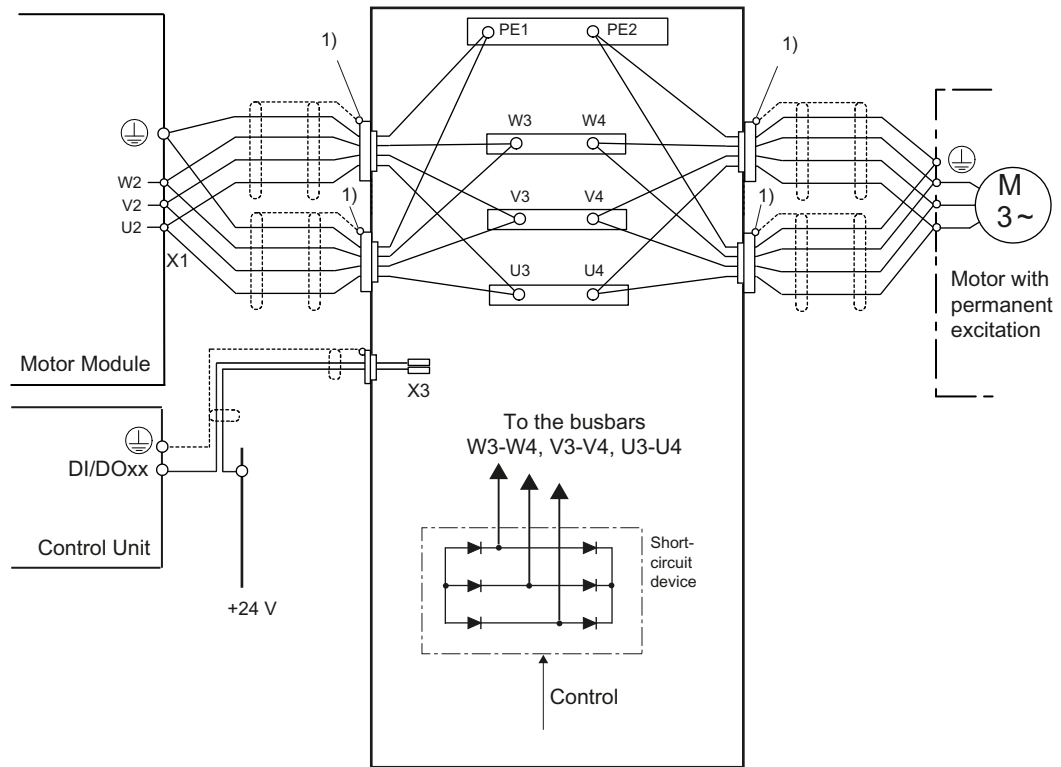 PE1
PE2
1)
1)
W3
W4
W2
V2
U2
X1
1)
V3
V4
1)
M
3~
U3
U4
Motor with
permanent
excitation
Motor Module
X3
To the busbars
W3-W4, V3-V4, U3-U4
DI/DOxx
Control Unit
+24 V
Short-
circuit
device
Control